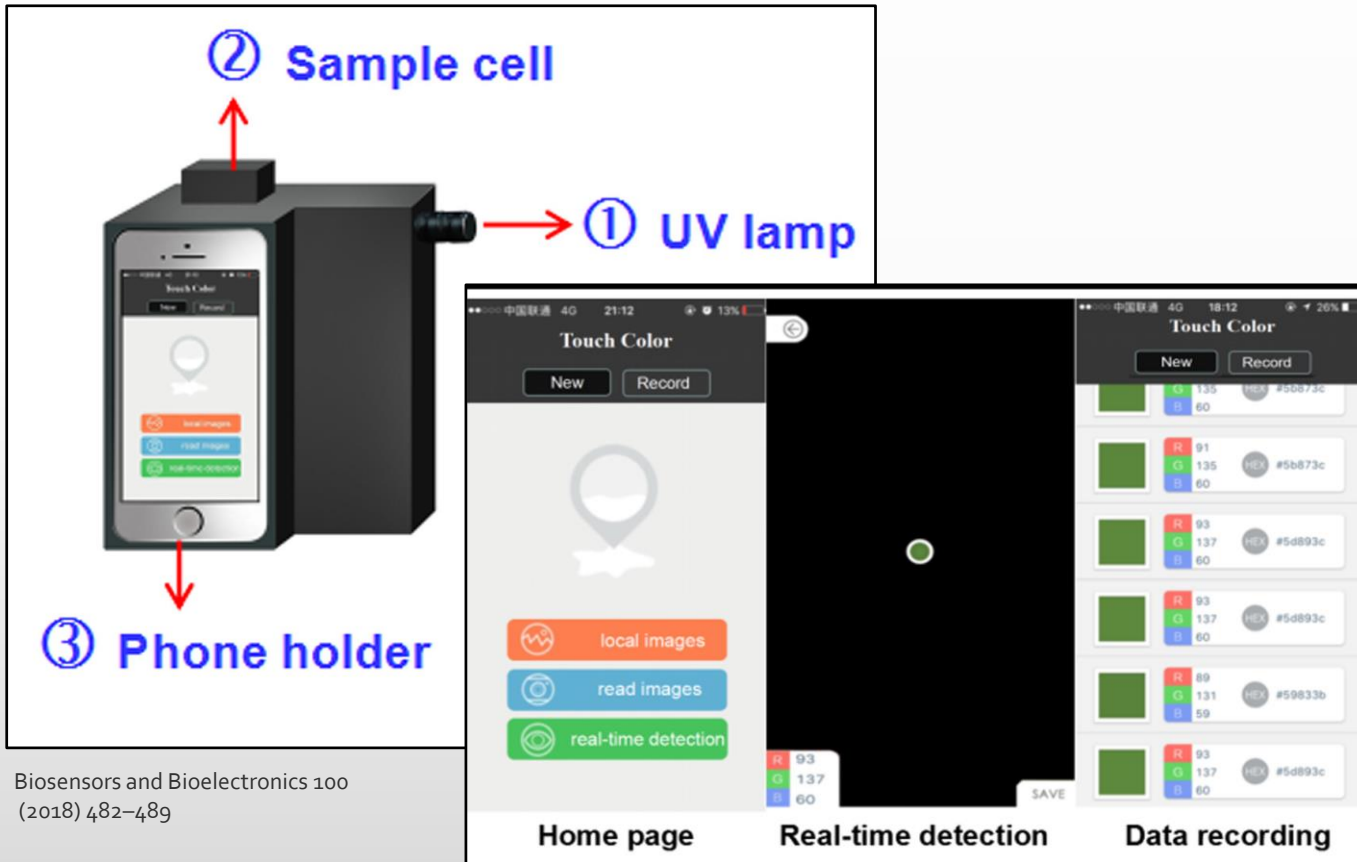 ② Sample cell
① UV lamp
③ Phone holder
Touch Color
New Record
local images
read images
real-time detection
中国联通 4G 21:12 13%
Touch Color
New Record
local images
read images
real-time detection
Home page
R 93
G 137
B 60
SAVE
Real-time detection
中国联通 4G 18:12 26%
Touch Color
New Record
G 135 HEX #5b873c
B 60
R 91
G 135 HEX #5b873c
B 60
R 93
G 137 HEX #5d893c
B 60
R 93
G 137 HEX #5d893c
B 60
R 89
G 131 HEX #59833b
B 59
R 93
G 137 HEX #5d893c
B 60
Data recording
Biosensors and Bioelectronics 100
(2018) 482–489